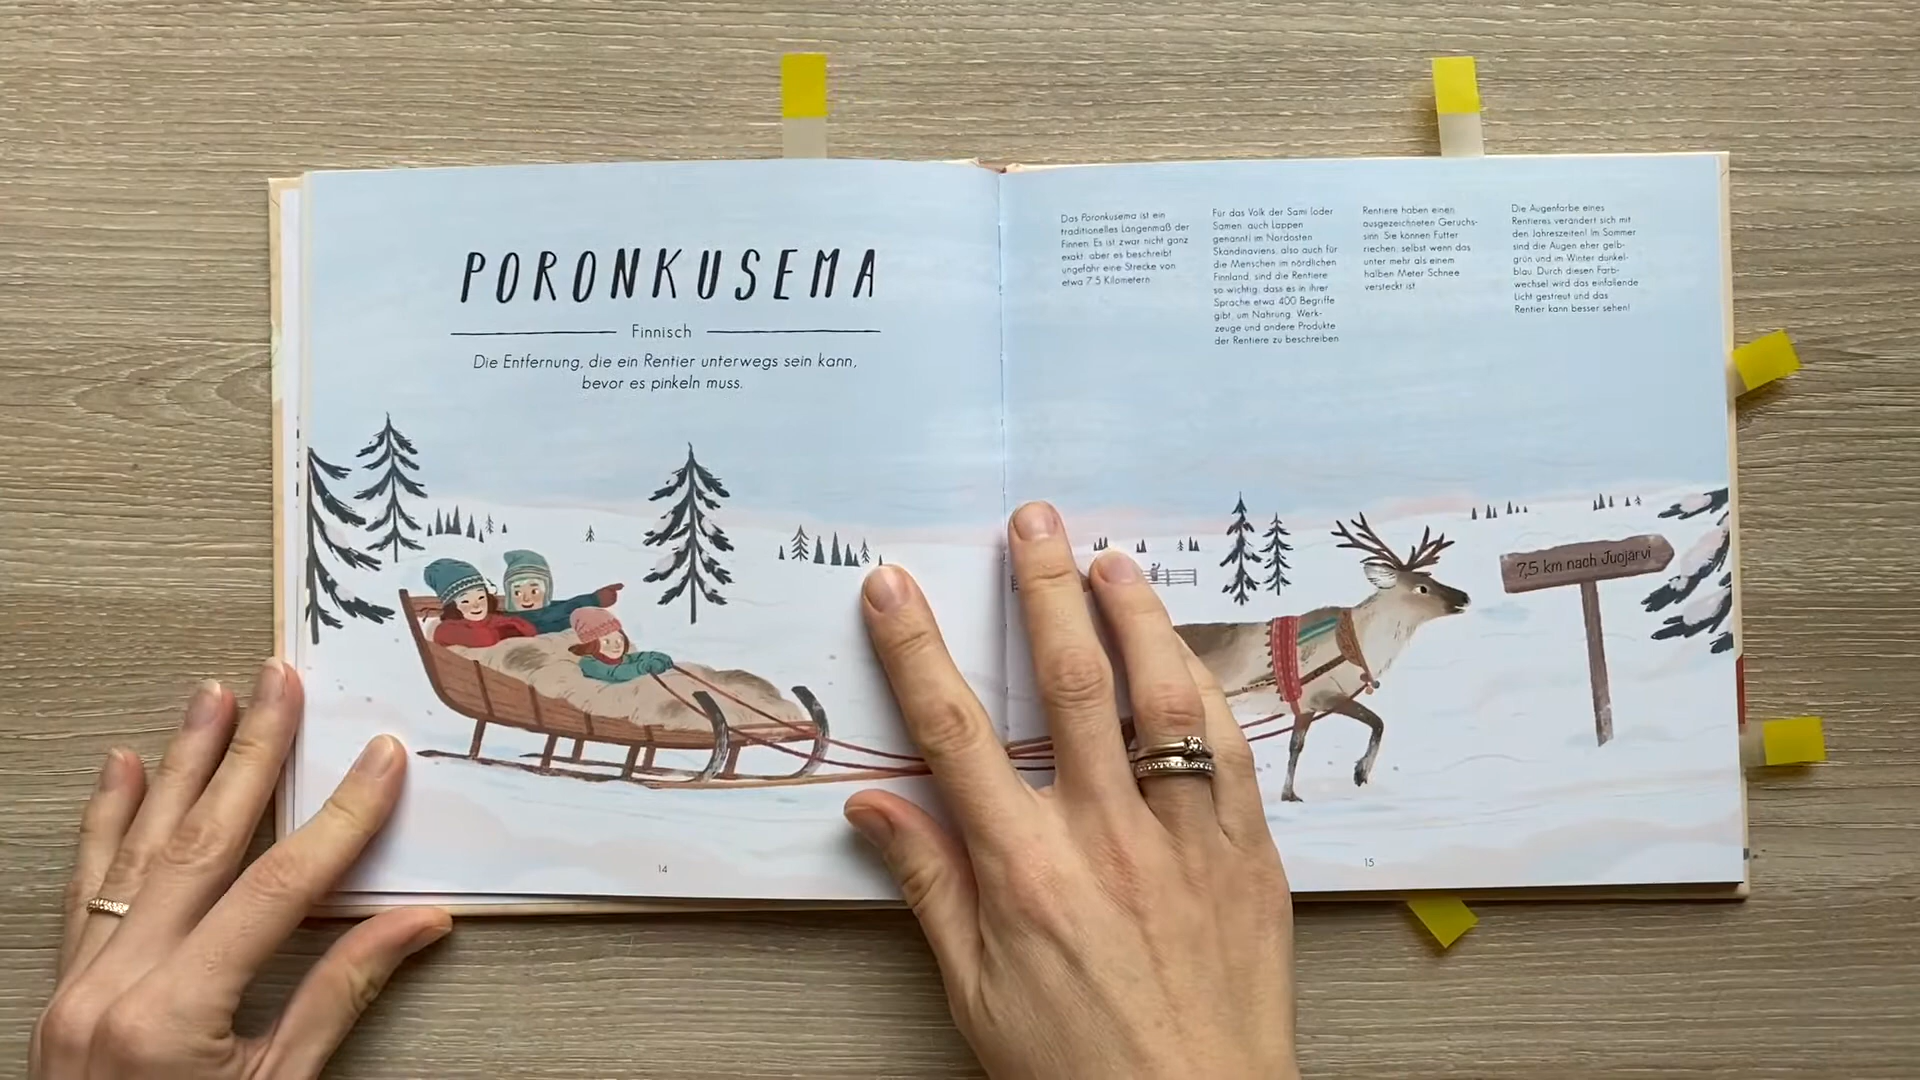 PORONKUSEMA
Finnisch
Die Entfernung, die ein Rentier unterwegs sein kann,
bevor es pinkeln muss.
14
Das Poronkusema ist ein
traditionelles Längenmaß der
Finnen. Es ist zwar nicht ganz
exakt, aber es beschreibt
ungefähr eine Strecke von
etwa 7,5 Kilometern.
Für das Volk der Sami (oder
Samen, auch Lappen
genannt) im Nordosten
Skandinaviens, also auch für
die Menschen im nördlichen
Finnland, sind die Rentiere
so wichtig, dass es in ihrer
Sprache etwa 400 Begriffe
gibt, um Nahrung, Werk-
zeuge und andere Produkte
der Rentiere zu beschreiben.
Rentiere haben einen
ausgezeichneten Geruchs-
sinn. Sie können Futter
riechen, selbst wenn das
unter mehr als einem
halben Meter Schnee
versteckt ist.
Die Augenfarbe eines
Rentieres verändert sich mit
den Jahreszeiten! Im Sommer
sind die Augen eher gelb-
grün und im Winter dunkel-
blau. Durch diesen Farb-
wechsel wird das einfallende
Licht gestreut und das
Rentier kann besser sehen!
7,5 km nach Juojärvi
15